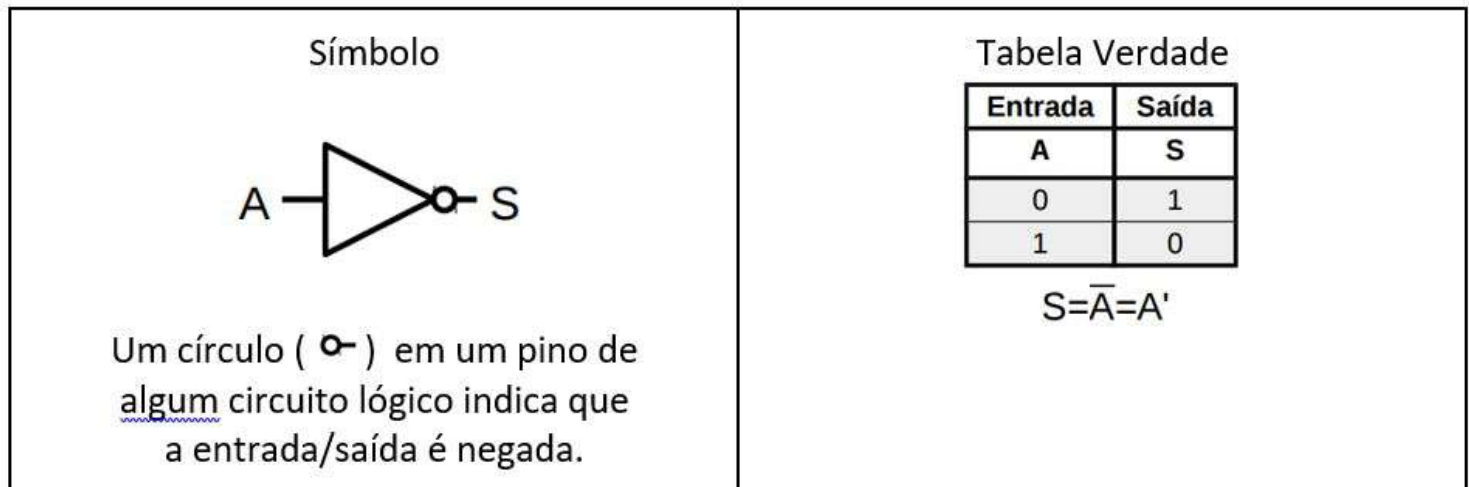 Símbolo
A S
Um círculo ( ) em um pino de
algum circuito lógico indica que
a entrada/saída é negada.
Tabela Verdade
Entrada Saída
A S
0 1
1 0
S=A̅=A'